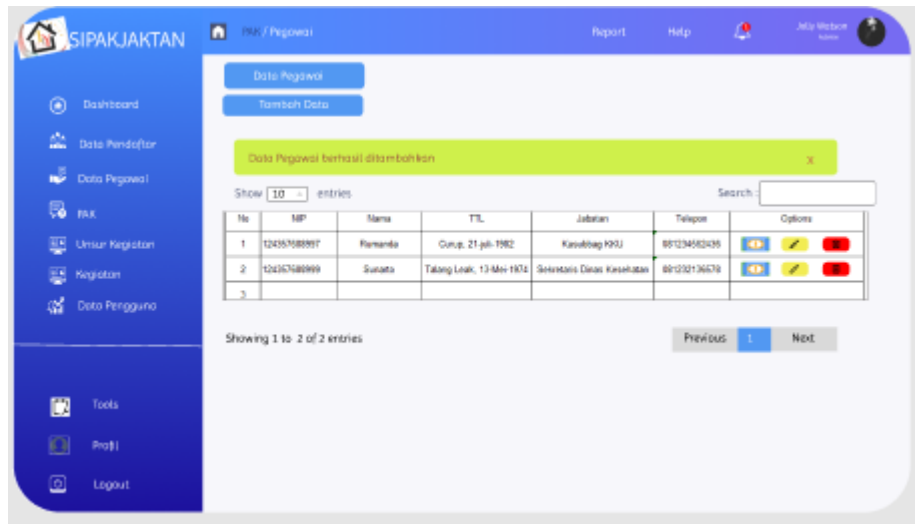 SIPAKJAKTAN
PAK / Pegawai
Report
Help
Jelly Watson
Admin
Data Pegawai
Tambah Data
Dashboard
Data Pendaftar
Data Pegawai
PAK
Unsur Kegiatan
Kegiatan
Data Pengguna
Data Pegawai berhasil ditambahkan
x
Show 10 entries
Search :
No NIP Nama TTL Jabatan Telepon Options
1 Ramanda Curup, 21-juli-1982 Kasubbag KKU
2 Sunarto Talang Leak, 13-Mei-1974 Sekretaris Dinas Kesehatan
3
Showing 1 to 2 of 2 entries
Previous 1 Next
Tools
Profil
Logout